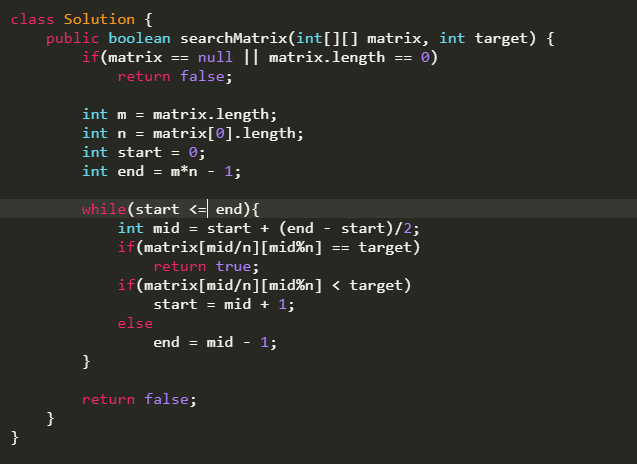 class Solution {
    public boolean searchMatrix(int[][] matrix, int target) {
        if(matrix == null || matrix.length == 0)
            return false;

        int m = matrix.length;
        int n = matrix[0].length;
        int start = 0;
        int end = m*n - 1;

        while(start <= end){
            int mid = start + (end - start)/2;
            if(matrix[mid/n][mid%n] == target)
                return true;
            if(matrix[mid/n][mid%n] < target)
                start = mid + 1;
            else
                end = mid - 1;
        }

        return false;
    }
}